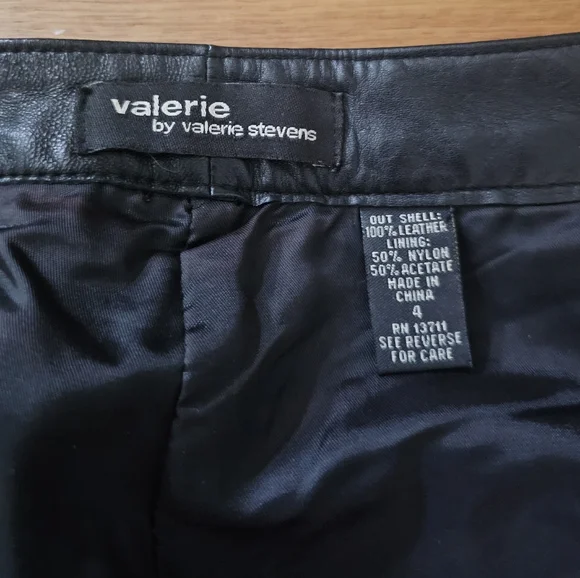 valerie
by valerie stevens
OUT SHELL:
100% LEATHER
LINING:
50% NYLON
50% ACETATE
MADE IN
CHINA
4
RN 13711
SEE REVERSE
FOR CARE